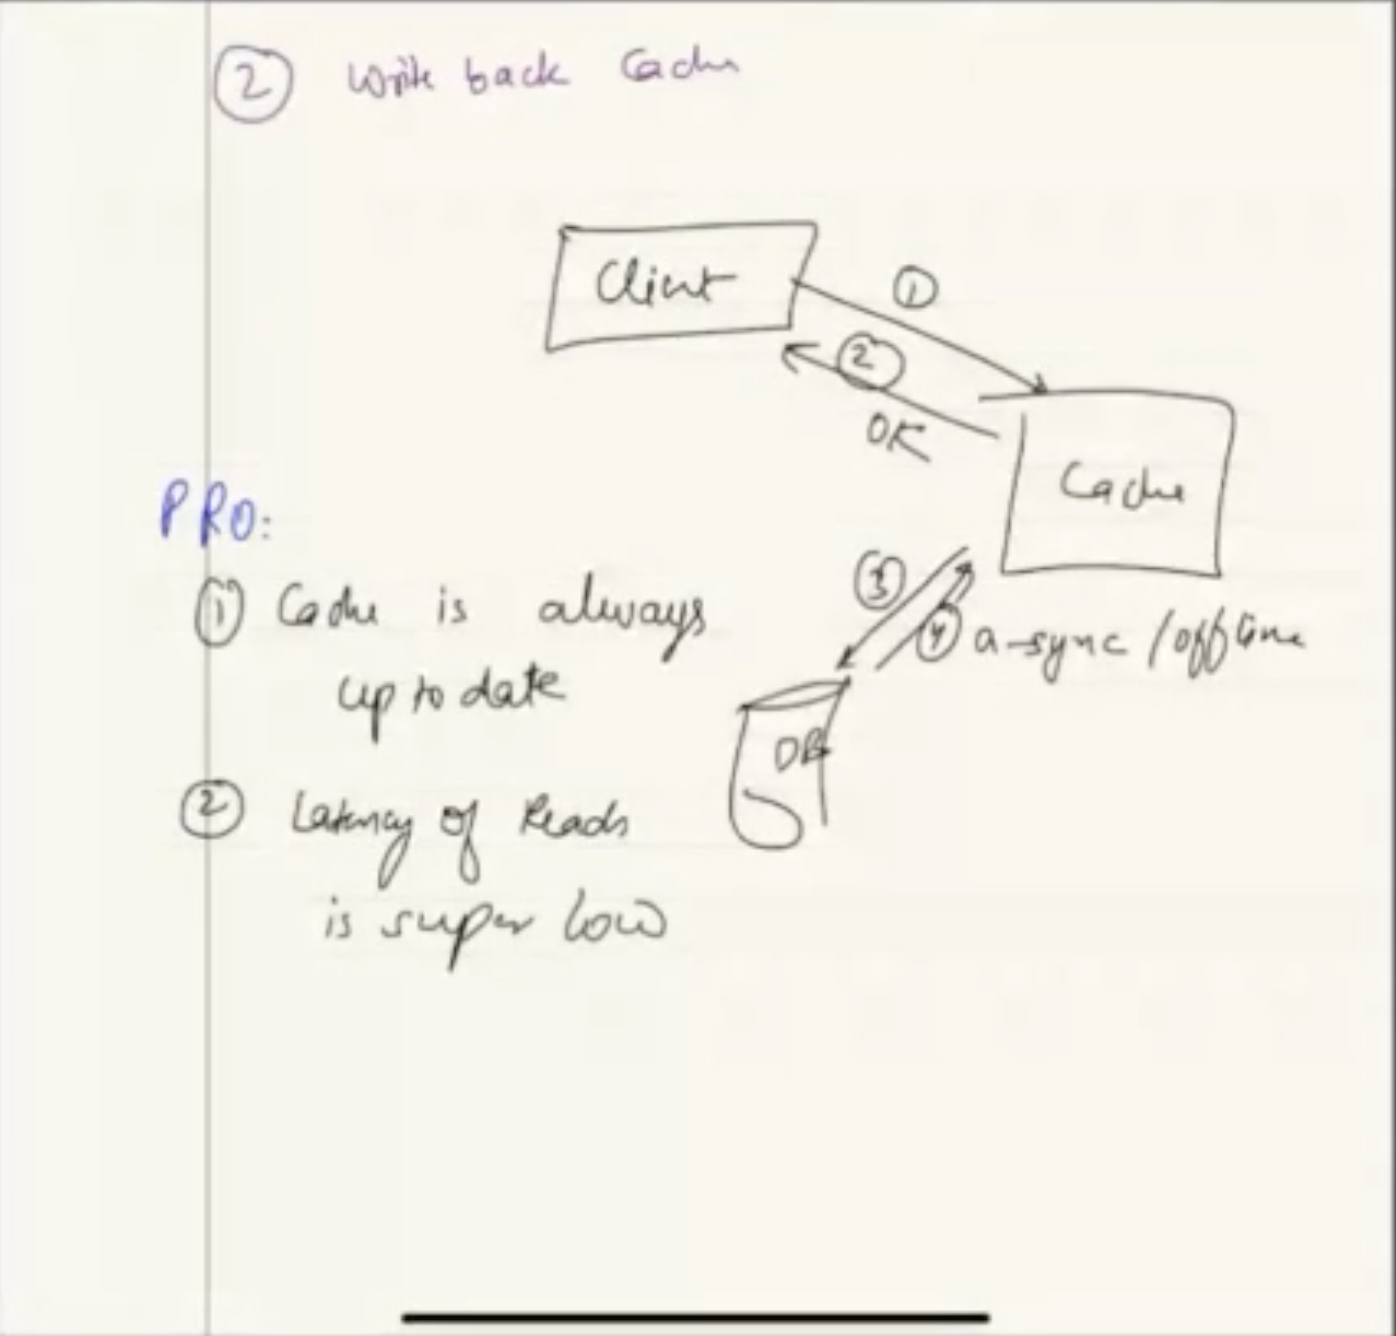 ② Write back Cache
Client
①
②
OK
Cache
PRO:
③
④ a-sync / offline
① Cache is always
up to date
DB
② Latency of Reads
is super low